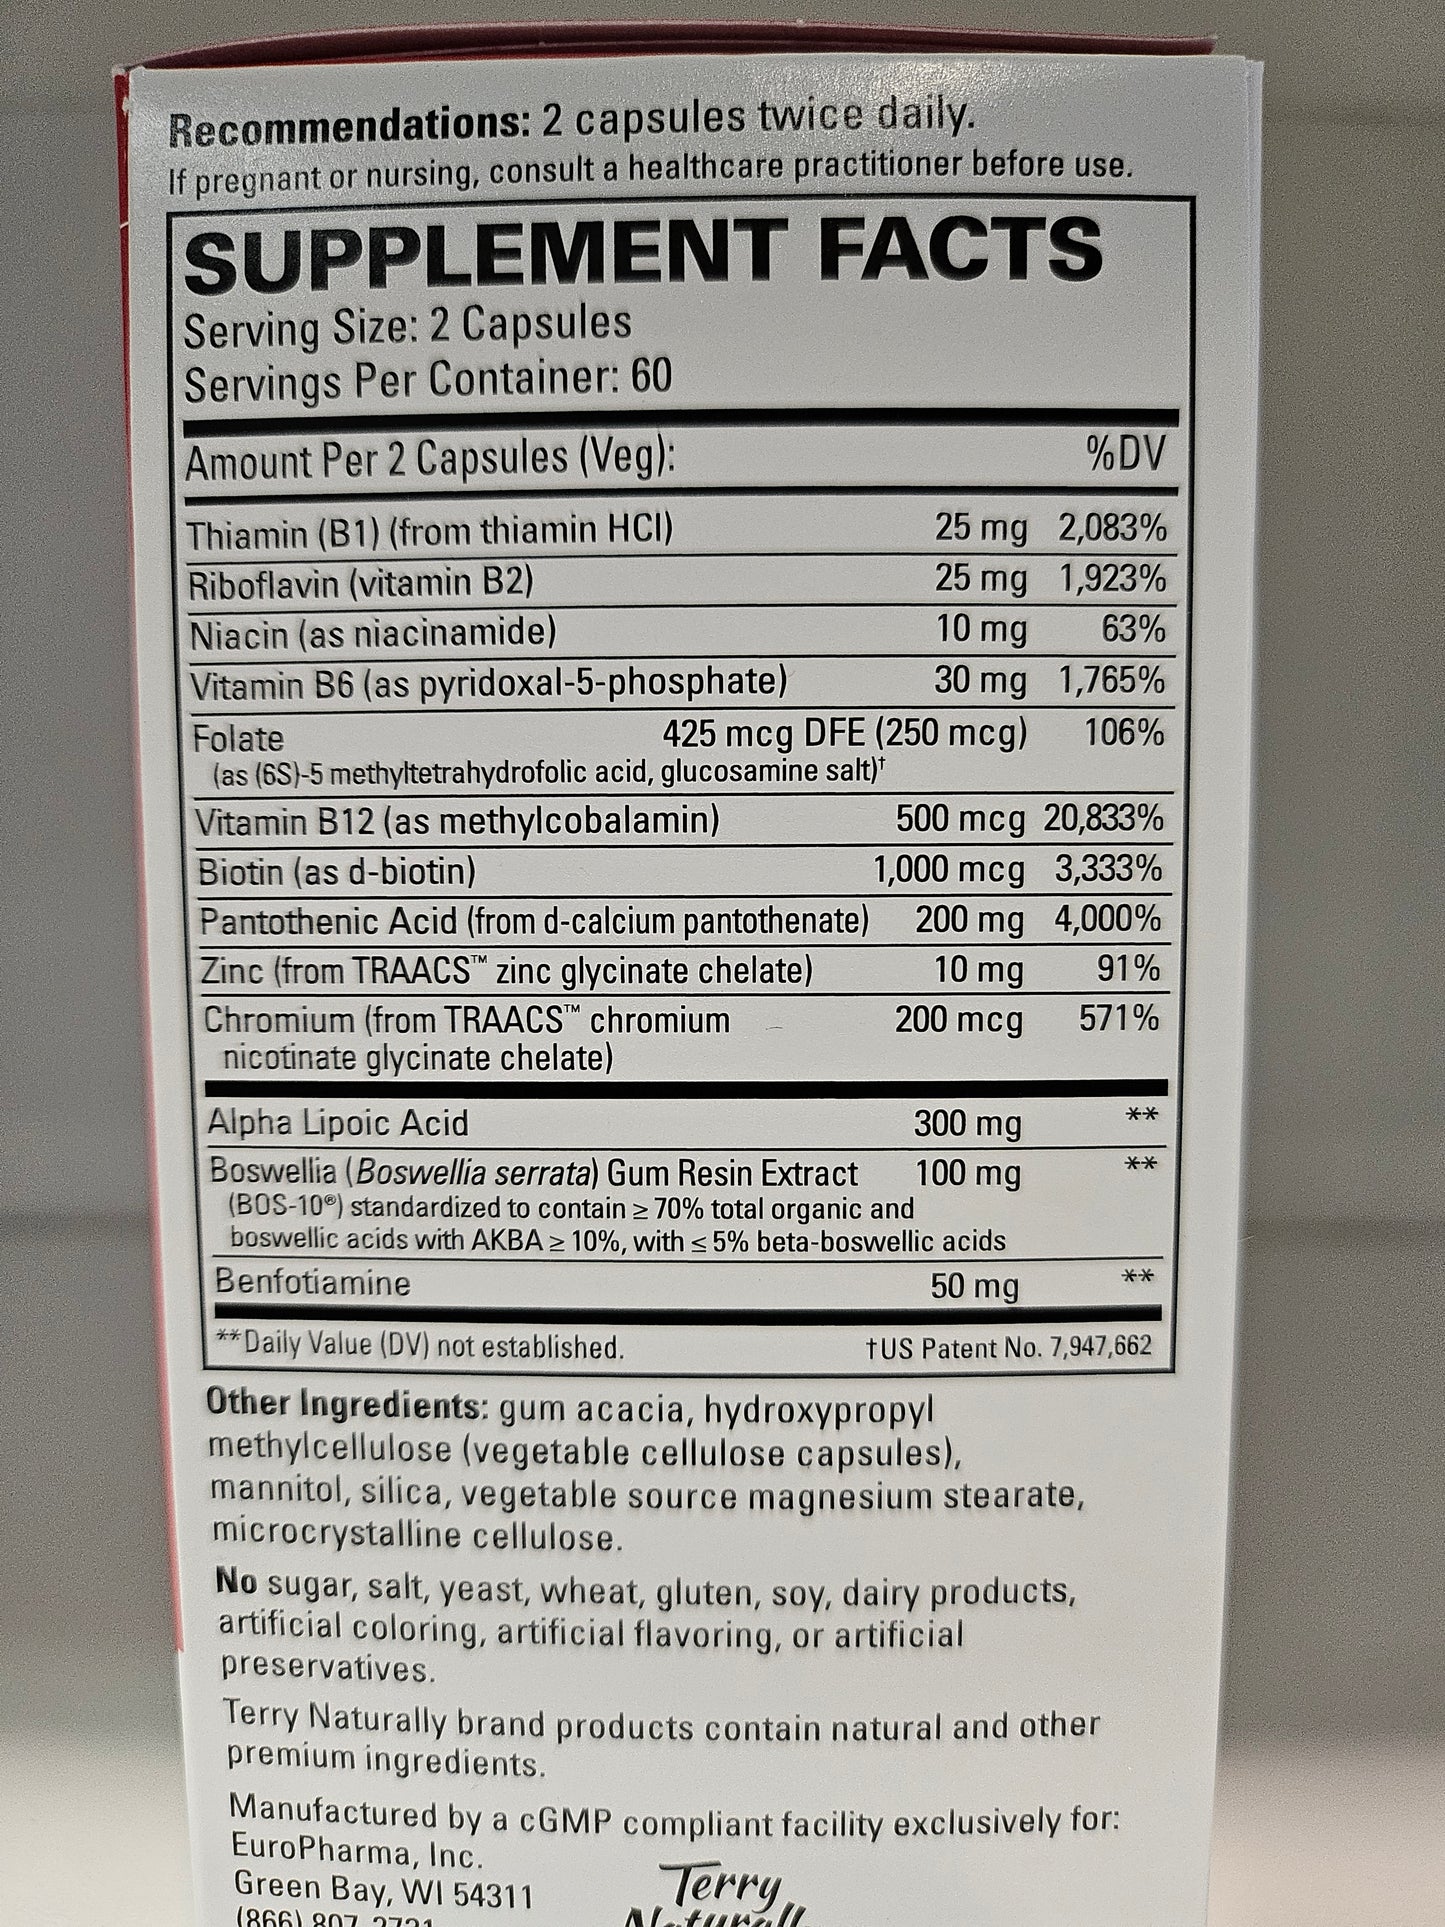 Recommendations: 2 capsules twice daily.
If pregnant or nursing, consult a healthcare practitioner before use.
SUPPLEMENT FACTS
Serving Size: 2 Capsules
Servings Per Container: 60
Amount Per 2 Capsules (Veg): %DV
Thiamin (B1) (from thiamin HCl) 25 mg 2,083%
Riboflavin (vitamin B2) 25 mg 1,923%
Niacin (as niacinamide) 10 mg 63%
Vitamin B6 (as pyridoxal-5-phosphate) 30 mg 1,765%
Folate 425 mcg DFE (250 mcg) 106%
(as (6S)-5 methyltetrahydrofolic acid, glucosamine salt)†
Vitamin B12 (as methylcobalamin) 500 mcg 20,833%
Biotin (as d-biotin) 1,000 mcg 3,333%
Pantothenic Acid (from d-calcium pantothenate) 200 mg 4,000%
Zinc (from TRAACS™ zinc glycinate chelate) 10 mg 91%
Chromium (from TRAACS™ chromium 200 mcg 571%
nicotinate glycinate chelate)
Alpha Lipoic Acid 300 mg **
Boswellia (Boswellia serrata) Gum Resin Extract 100 mg **
(BOS-10®) standardized to contain ≥ 70% total organic and
boswellic acids with AKBA ≥ 10%, with ≤ 5% beta-boswellic acids
Benfotiamine 50 mg **
**Daily Value (DV) not established. †US Patent No. 7,947,662
Other Ingredients: gum acacia, hydroxypropyl
methylcellulose (vegetable cellulose capsules),
mannitol, silica, vegetable source magnesium stearate,
microcrystalline cellulose.
No sugar, salt, yeast, wheat, gluten, soy, dairy products,
artificial coloring, artificial flavoring, or artificial
preservatives.
Terry Naturally brand products contain natural and other
premium ingredients.
Manufactured by a cGMP compliant facility exclusively for:
EuroPharma, Inc.
Green Bay, WI 54311
(866) 807-2731
Terry
Naturally